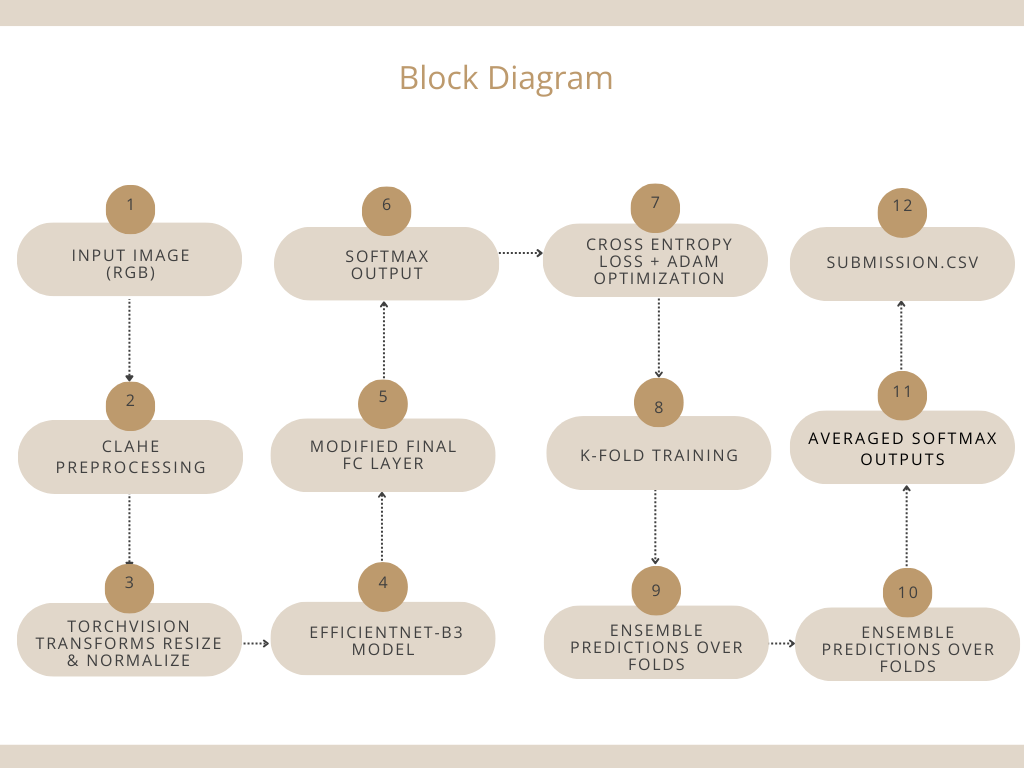 Block Diagram
1
INPUT IMAGE
(RGB)
2
CLAHE
PREPROCESSING
3
TORCHVISION
TRANSFORMS RESIZE
& NORMALIZE
4
EFFICIENTNET-B3
MODEL
5
MODIFIED FINAL
FC LAYER
6
SOFTMAX
OUTPUT
7
CROSS ENTROPY
LOSS + ADAM
OPTIMIZATION
8
K-FOLD TRAINING
9
ENSEMBLE
PREDICTIONS OVER
FOLDS
10
ENSEMBLE
PREDICTIONS OVER
FOLDS
11
AVERAGED SOFTMAX
OUTPUTS
12
SUBMISSION.CSV